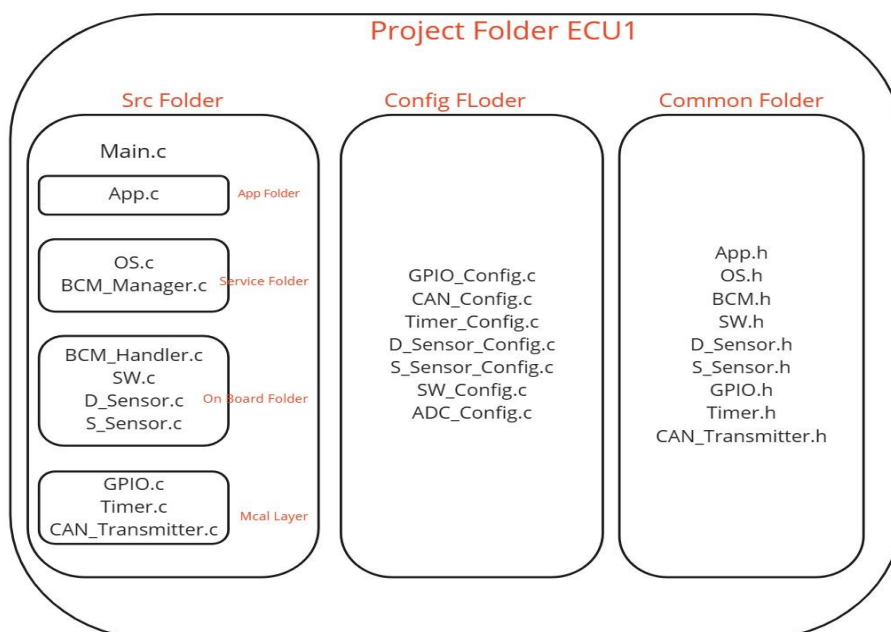 Project Folder ECU1
Src Folder
Main.c
App.c
App Folder
OS.c
BCM_Manager.c
Service Folder
BCM_Handler.c
SW.c
D_Sensor.c
S_Sensor.c
On Board Folder
GPIO.c
Timer.c
CAN_Transmitter.c
Mcal Layer
Config FLoder
GPIO_Config.c
CAN_Config.c
Timer_Config.c
D_Sensor_Config.c
S_Sensor_Config.c
SW_Config.c
ADC_Config.c
Common Folder
App.h
OS.h
BCM.h
SW.h
D_Sensor.h
S_Sensor.h
GPIO.h
Timer.h
CAN_Transmitter.h